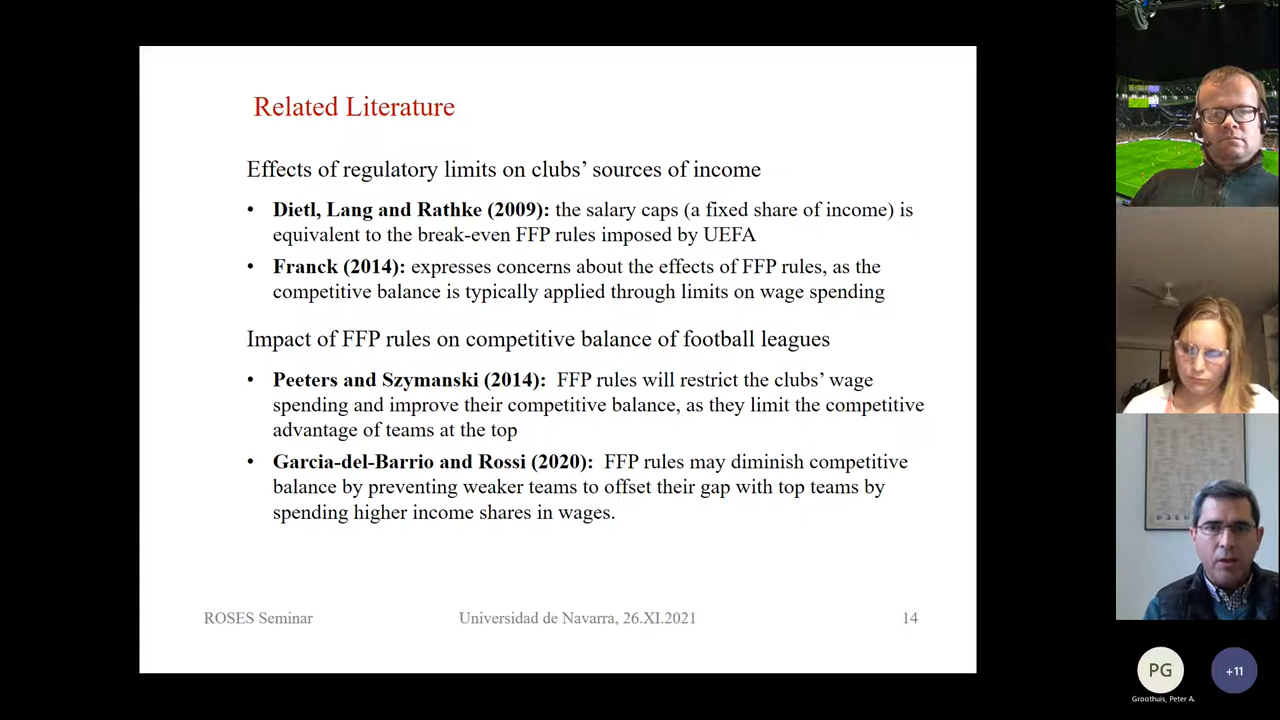 Related Literature
Effects of regulatory limits on clubs’ sources of income
• Dietl, Lang and Rathke (2009): the salary caps (a fixed share of income) is
equivalent to the break-even FFP rules imposed by UEFA
• Franck (2014): expresses concerns about the effects of FFP rules, as the
competitive balance is typically applied through limits on wage spending
Impact of FFP rules on competitive balance of football leagues
• Peeters and Szymanski (2014): FFP rules will restrict the clubs’ wage
spending and improve their competitive balance, as they limit the competitive
advantage of teams at the top
• Garcia-del-Barrio and Rossi (2020): FFP rules may diminish competitive
balance by preventing weaker teams to offset their gap with top teams by
spending higher income shares in wages.
ROSES Seminar
Universidad de Navarra, 26.XI.2021
14
PG
+11
Groothuis, Peter A.